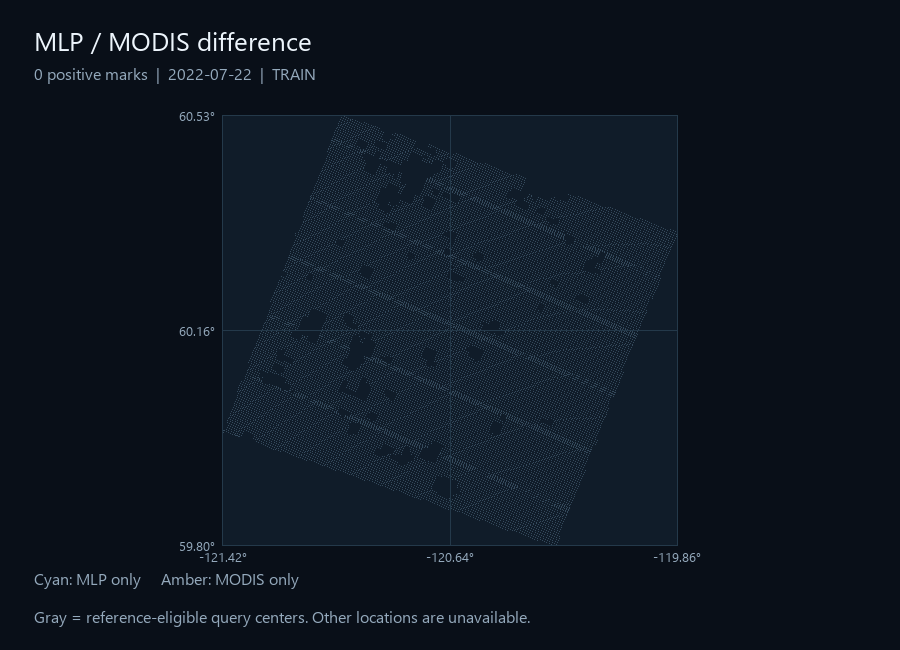 MLP / MODIS difference
0 positive marks | 2022-07-22 | TRAIN
60.53°
60.16°
59.80°
-121.42° -120.64° -119.86°
Cyan: MLP only Amber: MODIS only
Gray = reference-eligible query centers. Other locations are unavailable.